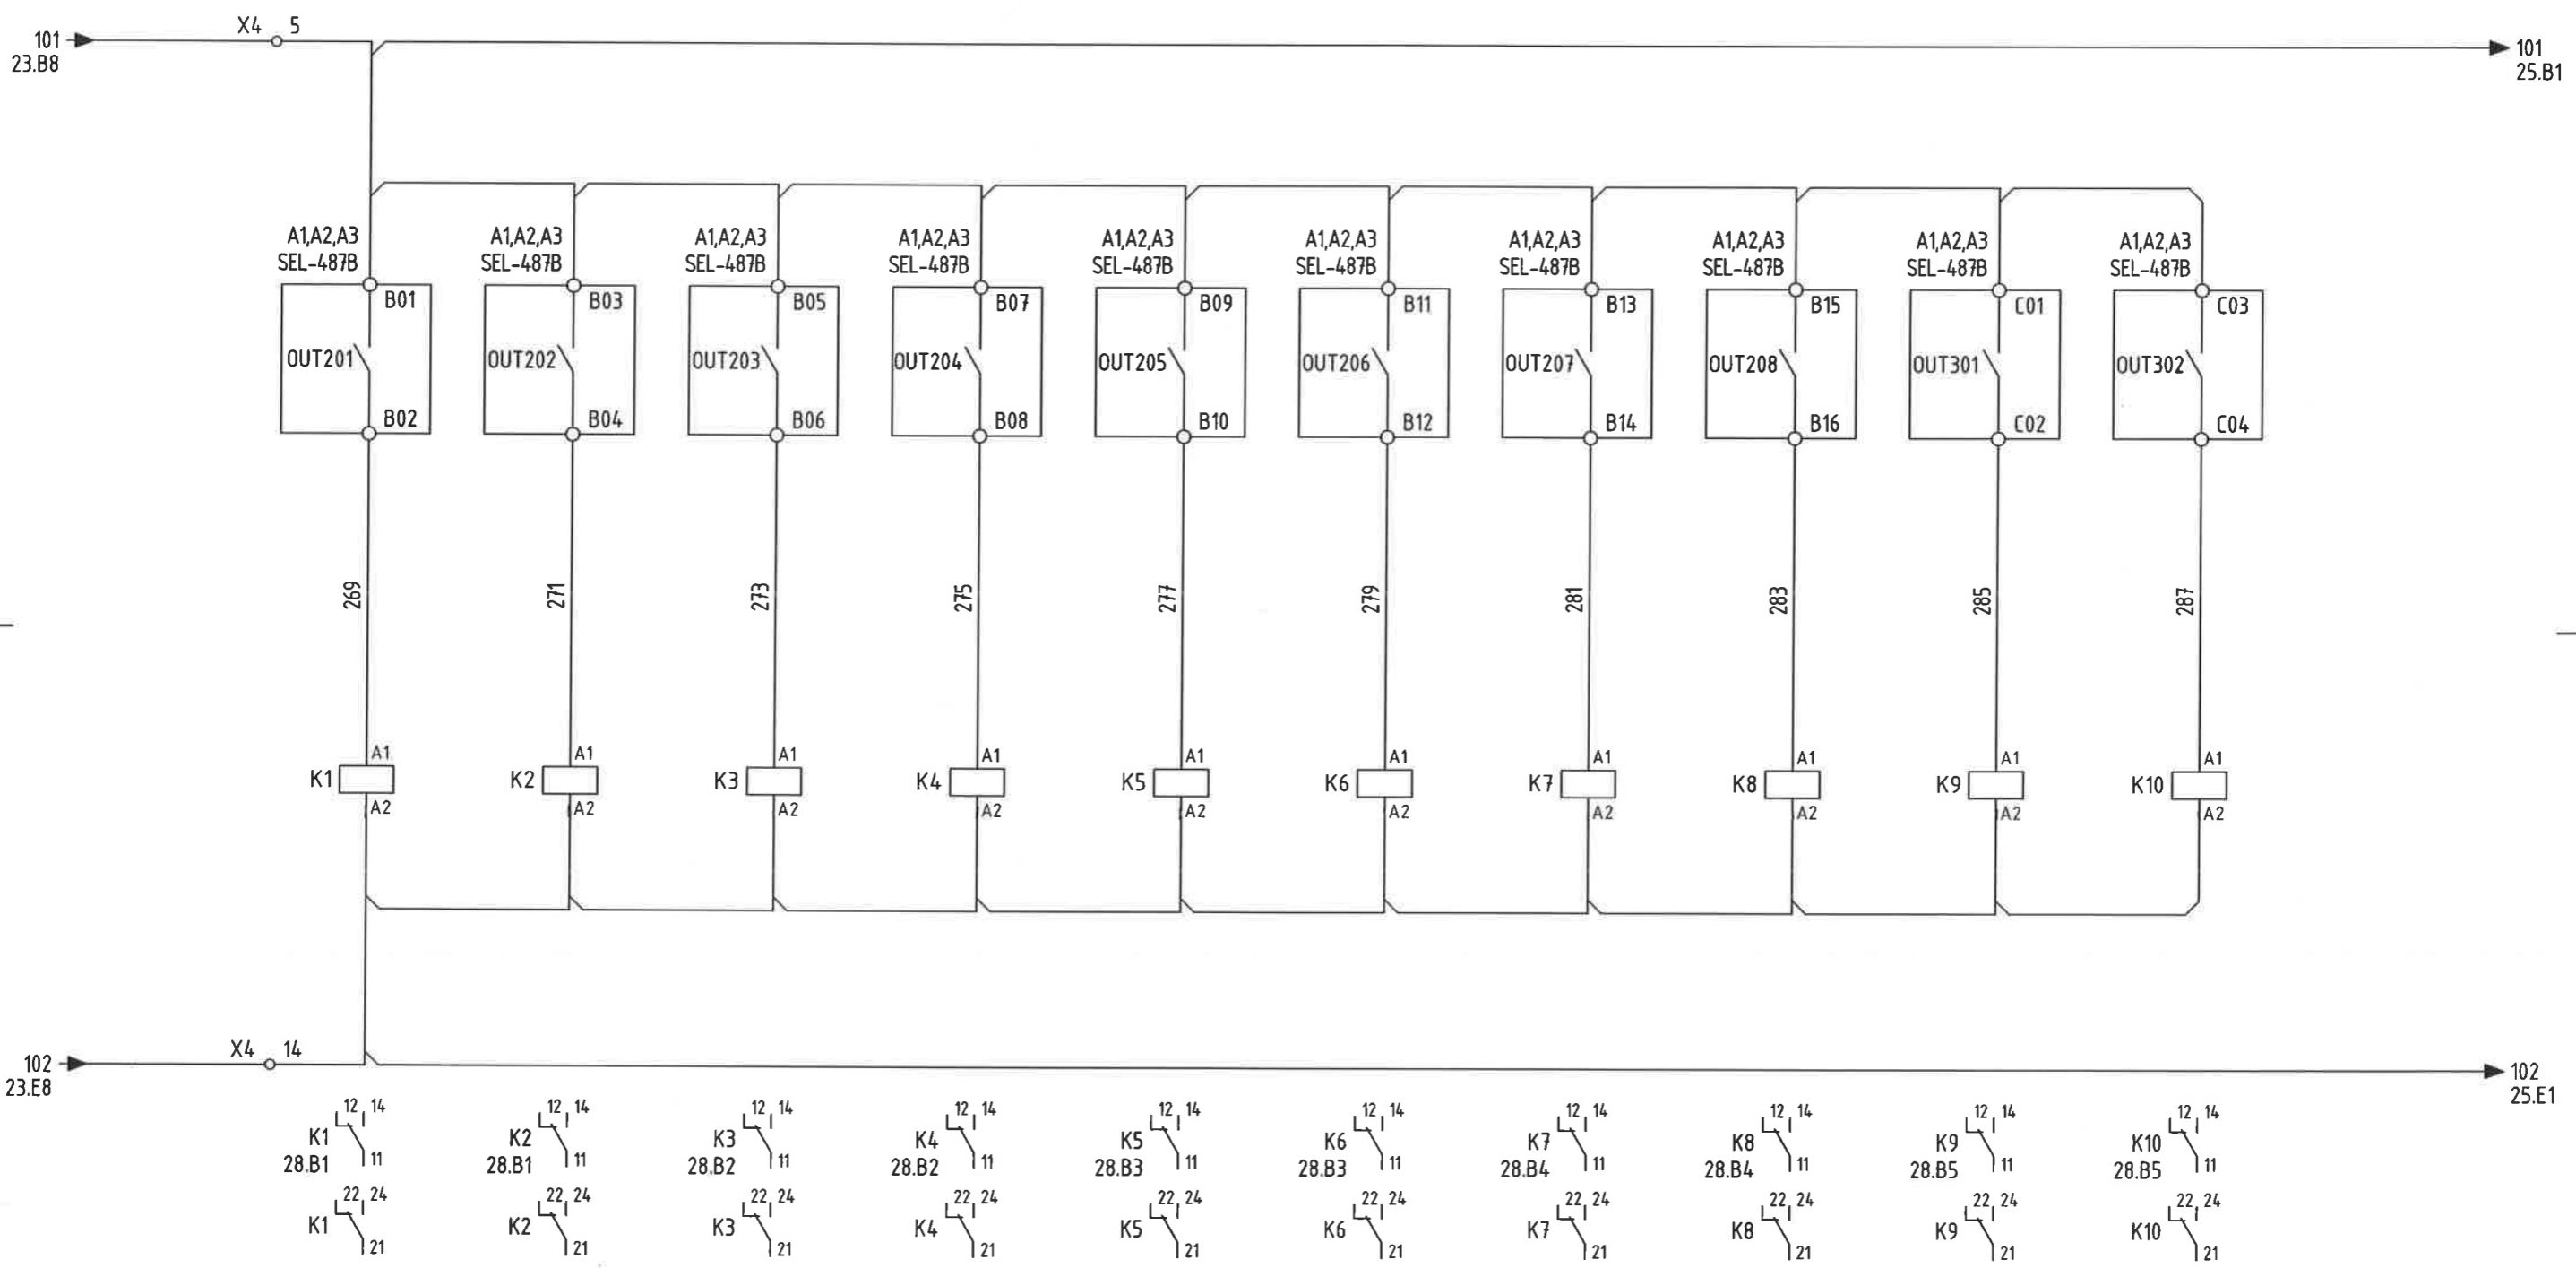 X4 5
101
23.B8
101
25.B1
A1,A2,A3 A1,A2,A3 A1,A2,A3 A1,A2,A3 A1,A2,A3 A1,A2,A3 A1,A2,A3 A1,A2,A3 A1,A2,A3 A1,A2,A3
SEL-487B SEL-487B SEL-487B SEL-487B SEL-487B SEL-487B SEL-487B SEL-487B SEL-487B SEL-487B
B01 B03 B05 B07 B09 B11 B13 B15 C01 C03
OUT201 OUT202 OUT203 OUT204 OUT205 OUT206 OUT207 OUT208 OUT301 OUT302
B02 B04 B06 B08 B10 B12 B14 B16 C02 C04
269 271 273 275 277 279 281 283 285 287
A1 A1 A1 A1 A1 A1 A1 A1 A1 A1
K1 K2 K3 K4 K5 K6 K7 K8 K9 K10
A2 A2 A2 A2 A2 A2 A2 A2 A2 A2
X4 14
102
23.E8
102
25.E1
12 14 12 14 12 14 12 14 12 14 12 14 12 14 12 14 12 14 12 14
K1 K2 K3 K4 K5 K6 K7 K8 K9 K10
28.B1 11 28.B1 11 28.B2 11 28.B2 11 28.B3 11 28.B3 11 28.B4 11 28.B4 11 28.B5 11 28.B5 11
22 24 22 24 22 24 22 24 22 24 22 24 22 24 22 24 22 24 22 24
K1 K2 K3 K4 K5 K6 K7 K8 K9 K10
21 21 21 21 21 21 21 21 21 21